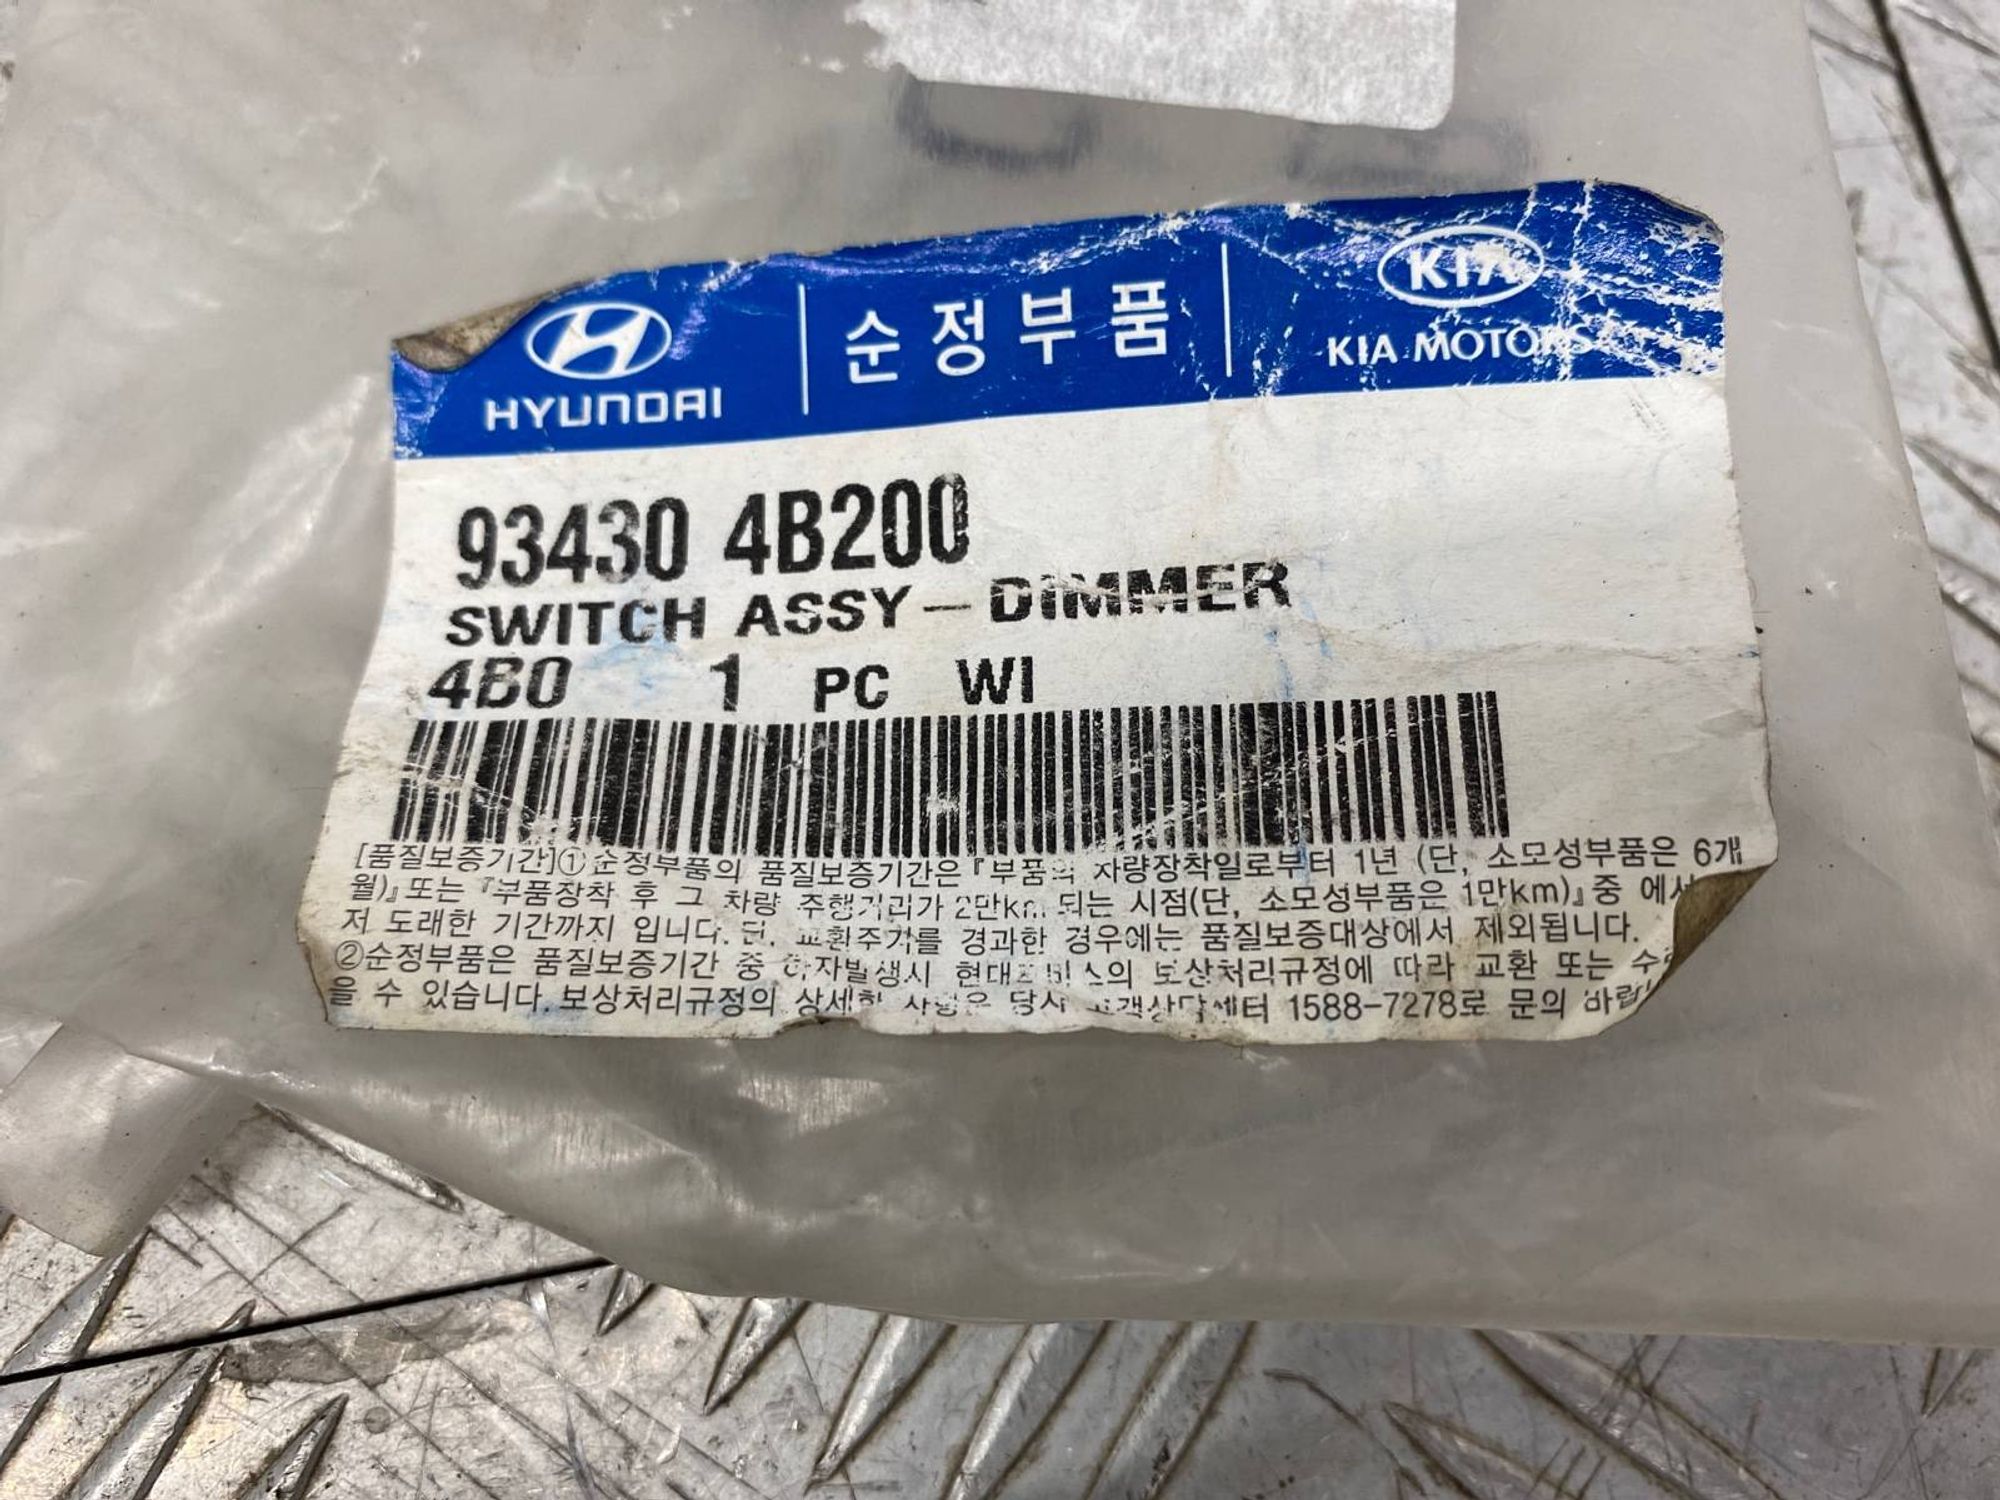 HYUNDAI
순정부품
KIA
KIA MOTORS
93430 4B200
SWITCH ASSY - DIMMER
4B0 1 PC WI
[품질보증기간]①순정부품의 품질보증기간은『부품의 차량장착일로부터 1년 (단, 소모성부품은 6개
월)』또는『부품장착 후 그 차량 주행거리가 2만km 되는 시점(단, 소모성부품은 1만km)』중 에서
저 도래한 기간까지 입니다. 단, 교환주기를 경과한 경우에는 품질보증대상에서 제외됩니다.
②순정부품은 품질보증기간 중 하자발생시 현대모비스의 보상처리규정에 따라 교환 또는
을 수 있습니다. 보상처리규정의 상세한 사항은 당사 고객상담센터 1588-7278로 문의